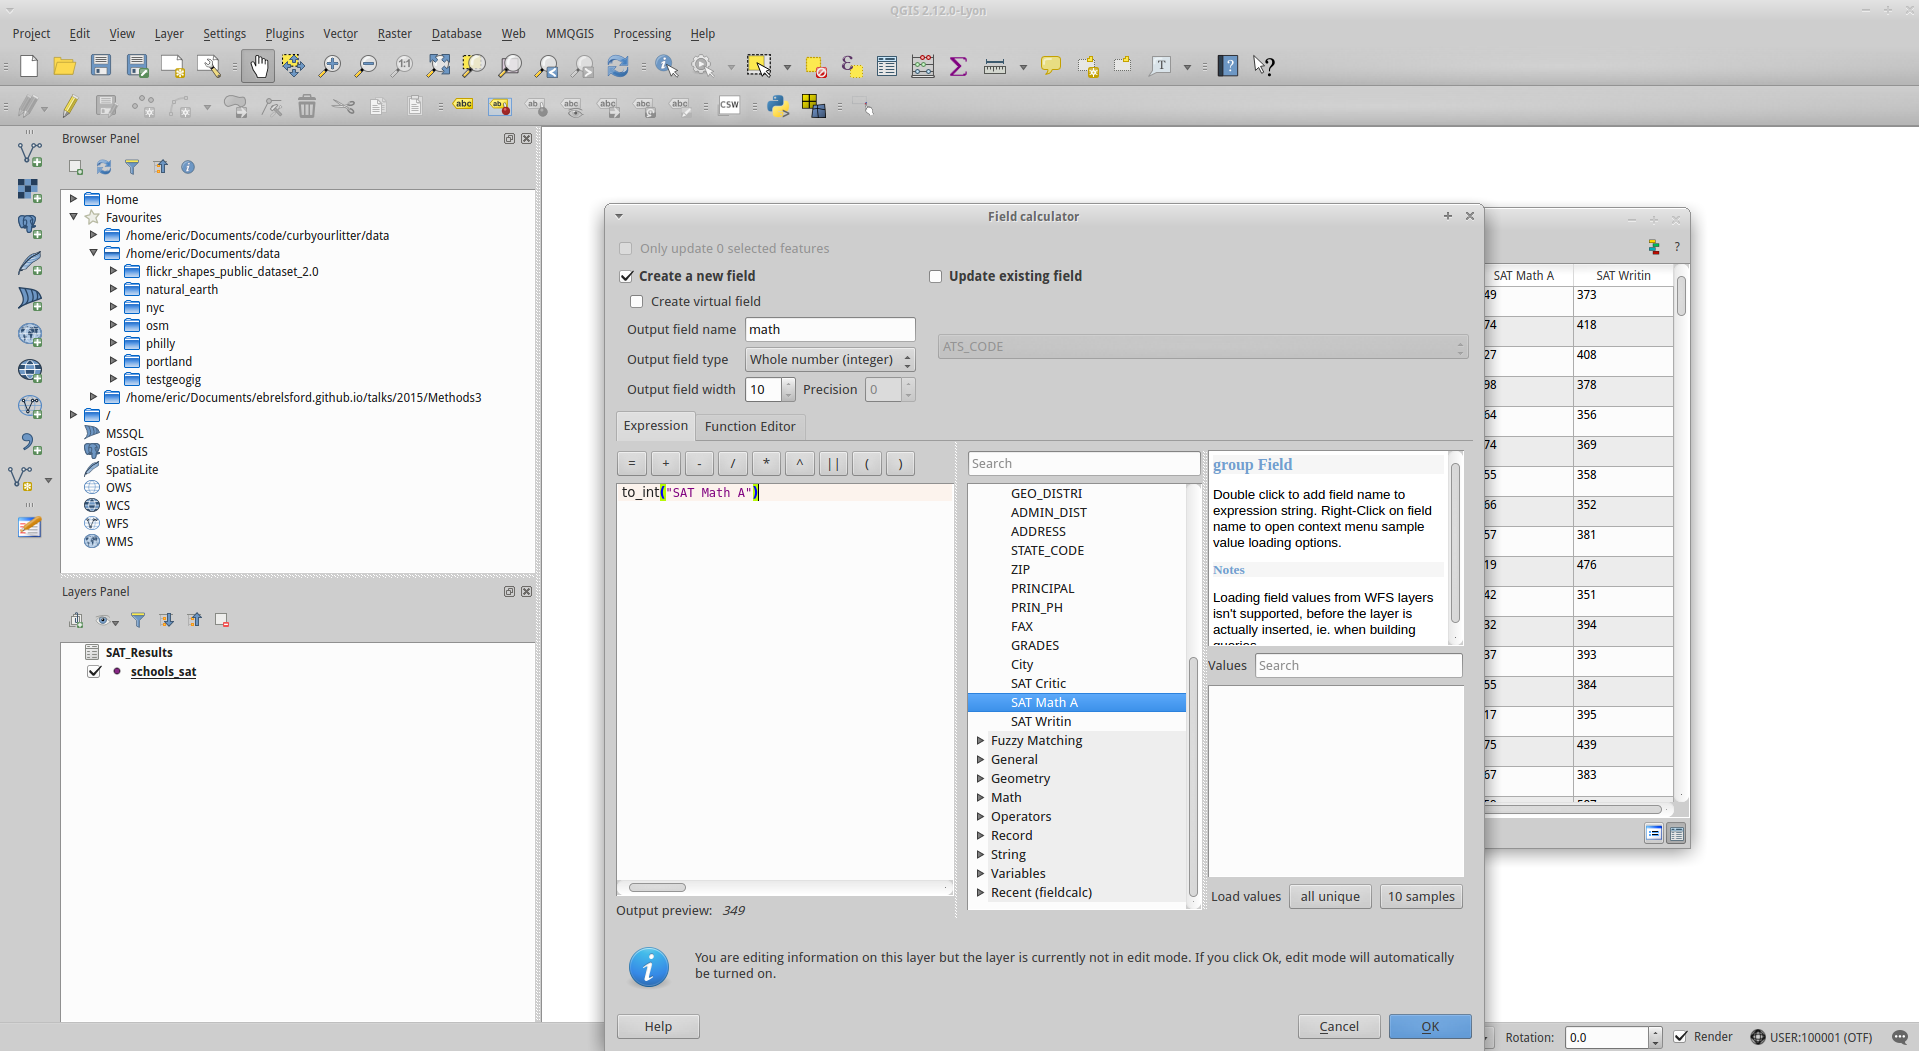 QGIS 2.12.0-Lyon
Project Edit View Layer Settings Plugins Vector Raster Database Web MMQGIS Processing Help
Browser Panel
Home
Favourites
/home/eric/Documents/code/curbyourlitter/data
/home/eric/Documents/data
flickr_shapes_public_dataset_2.0
natural_earth
nyc
osm
philly
portland
testgeogig
/home/eric/Documents/ebrelsford.github.io/talks/2015/Methods3
/
MSSQL
PostGIS
SpatiaLite
OWS
WCS
WFS
WMS
Layers Panel
SAT_Results
schools_sat
Field calculator
Only update 0 selected features
Create a new field
Update existing field
Create virtual field
Output field name math
ATS_CODE
Output field type Whole number (integer)
Output field width 10 Precision 0
Expression Function Editor
= + - / * ^ || ( )
to_int("SAT Math A")
Output preview: 349
Search
GEO_DISTRI
ADMIN_DIST
ADDRESS
STATE_CODE
ZIP
PRINCIPAL
PRIN_PH
FAX
GRADES
City
SAT Critic
SAT Math A
SAT Writin
Fuzzy Matching
General
Geometry
Math
Operators
Record
String
Variables
Recent (fieldcalc)
group Field
Double click to add field name to
expression string. Right-Click on field
name to open context menu sample
value loading options.
Notes
Loading field values from WFS layers
isn't supported, before the layer is
actually inserted, ie. when building
queries.
Values Search
Load values all unique 10 samples
You are editing information on this layer but the layer is currently not in edit mode. If you click Ok, edit mode will automatically
be turned on.
Help Cancel OK
SAT Math A SAT Writin
49 373
74 418
27 408
98 378
64 356
74 369
55 358
66 352
57 381
19 476
42 351
32 394
37 393
55 384
17 395
75 439
67 383
Rotation: 0.0 Render USER:100001 (OTF)
abc
abc
CSW
1:1
T